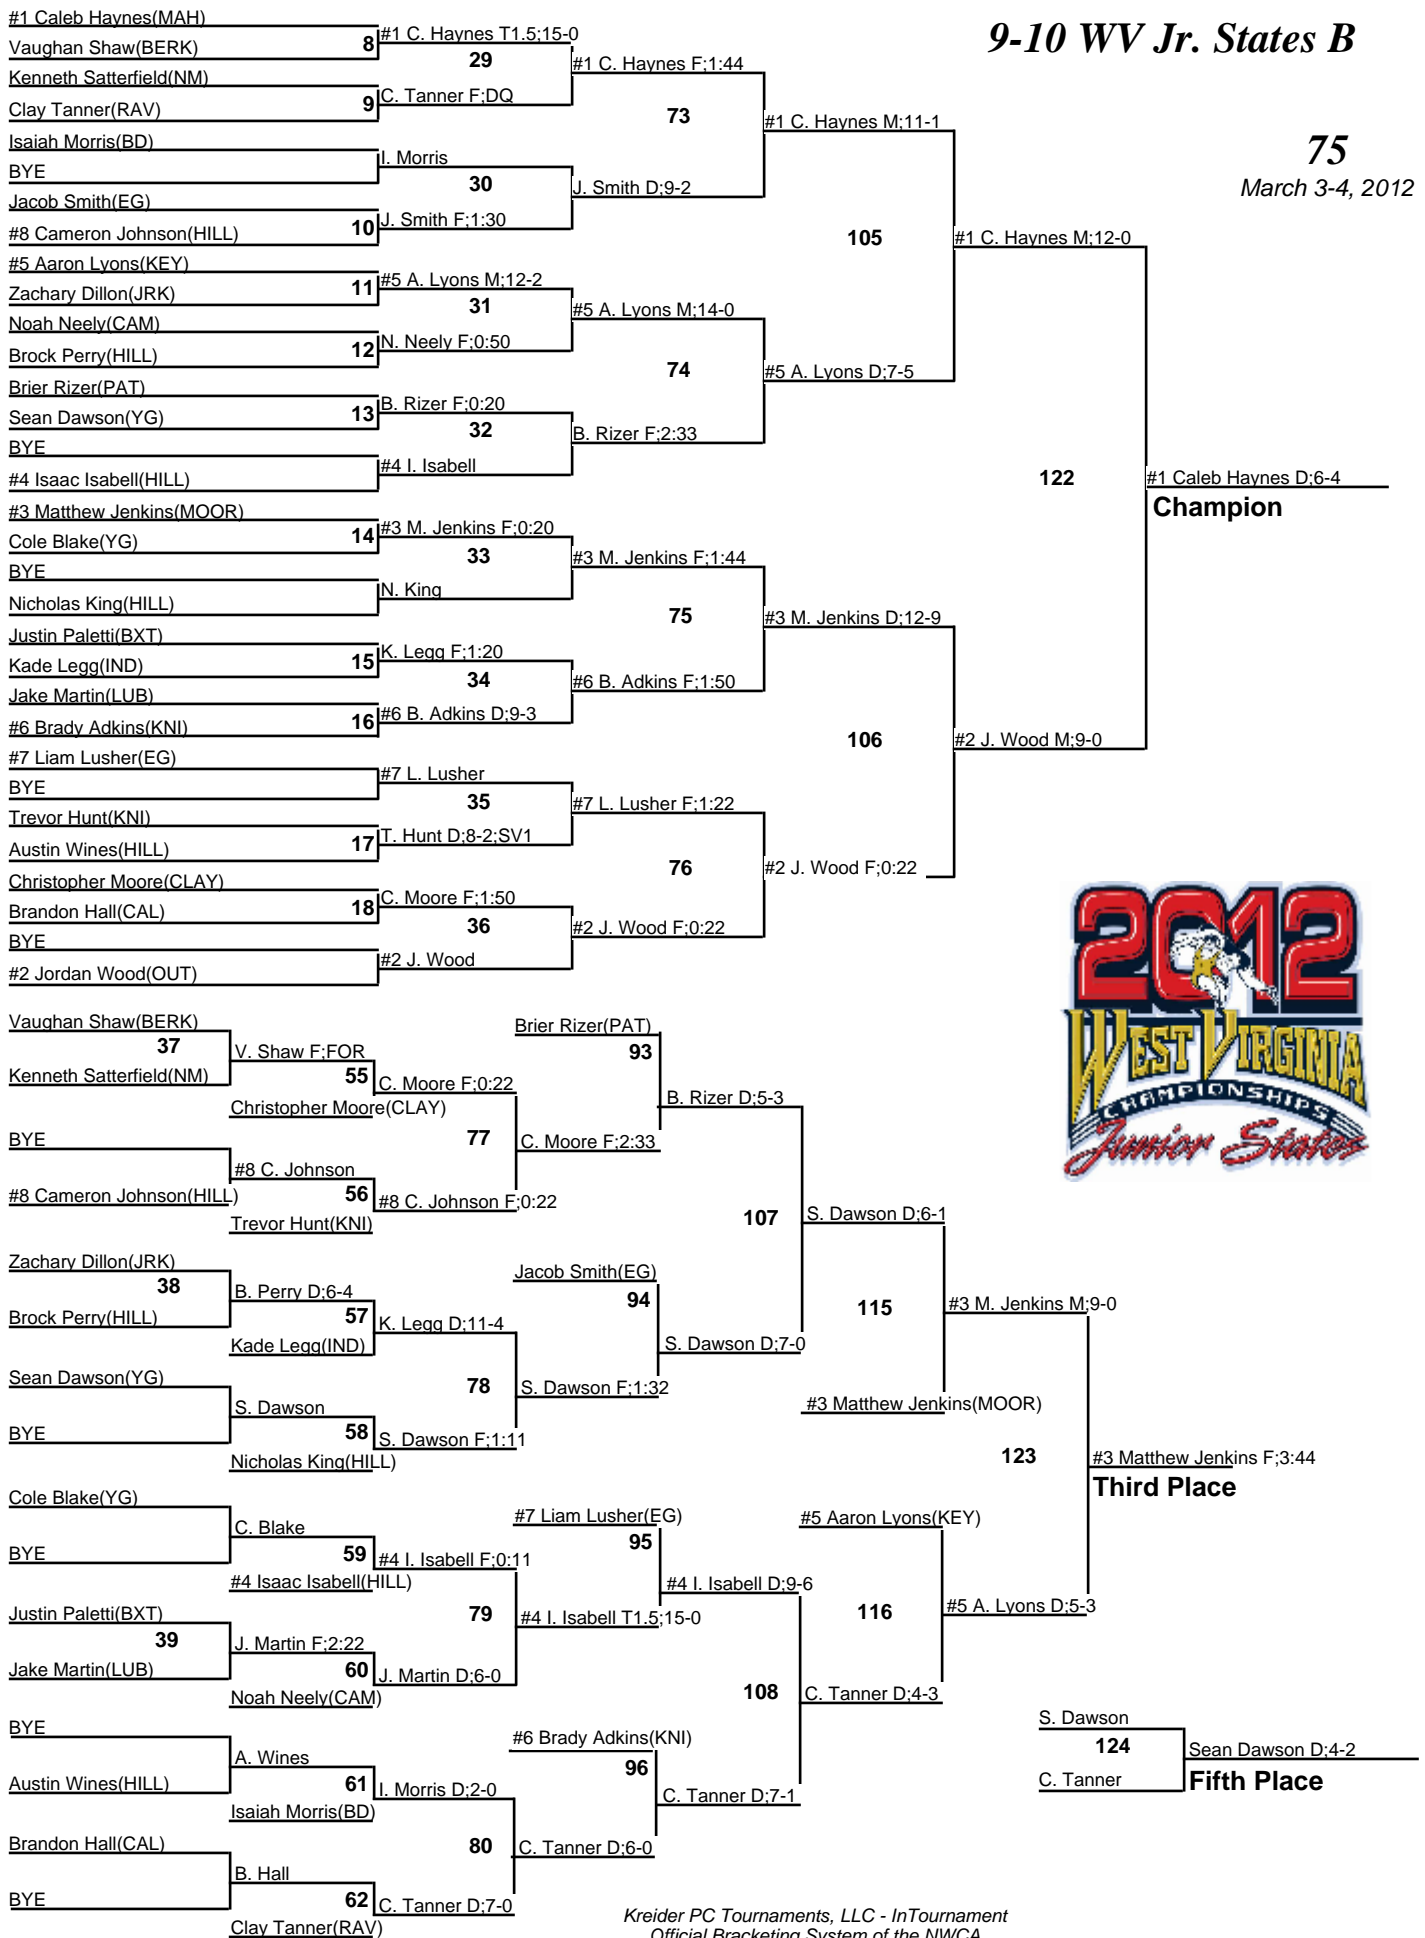 9-10 WV Jr. States B
75
March 3-4, 2012
#1 Caleb Haynes(MAH)
Vaughan Shaw(BERK)
8
#1 C. Haynes T1.5;15-0
29
#1 C. Haynes F;1:44
Kenneth Satterfield(NM)
Clay Tanner(RAV)
9
C. Tanner F;DQ
73
#1 C. Haynes M;11-1
Isaiah Morris(BD)
BYE
I. Morris
30
J. Smith D;9-2
Jacob Smith(EG)
#8 Cameron Johnson(HILL)
10
J. Smith F;1:30
105
#1 C. Haynes M;12-0
#5 Aaron Lyons(KEY)
Zachary Dillon(JRK)
11
#5 A. Lyons M;12-2
31
#5 A. Lyons M;14-0
Noah Neely(CAM)
Brock Perry(HILL)
12
N. Neely F;0:50
74
#5 A. Lyons D;7-5
Brier Rizer(PAT)
Sean Dawson(YG)
13
B. Rizer F;0:20
32
B. Rizer F;2:33
BYE
#4 Isaac Isabell(HILL)
#4 I. Isabell
122
#1 Caleb Haynes D;6-4
Champion
#3 Matthew Jenkins(MOOR)
Cole Blake(YG)
14
#3 M. Jenkins F;0:20
33
#3 M. Jenkins F;1:44
BYE
Nicholas King(HILL)
N. King
75
#3 M. Jenkins D;12-9
Justin Paletti(BXT)
Kade Legg(IND)
15
K. Legg F;1:20
34
#6 B. Adkins F;1:50
Jake Martin(LUB)
#6 Brady Adkins(KNI)
16
#6 B. Adkins D;9-3
106
#2 J. Wood M;9-0
#7 Liam Lusher(EG)
BYE
#7 L. Lusher
35
#7 L. Lusher F;1:22
Trevor Hunt(KNI)
Austin Wines(HILL)
17
T. Hunt D;8-2;SV1
76
#2 J. Wood F;0:22
Christopher Moore(CLAY)
Brandon Hall(CAL)
18
C. Moore F;1:50
36
#2 J. Wood F;0:22
BYE
#2 Jordan Wood(OUT)
#2 J. Wood
2012
WEST VIRGINIA
CHAMPIONSHIPS
Junior States
Vaughan Shaw(BERK)
37
Kenneth Satterfield(NM)
V. Shaw F;FOR
55
Christopher Moore(CLAY)
C. Moore F;0:22
77
C. Moore F;2:33
Brier Rizer(PAT)
93
B. Rizer D;5-3
BYE
#8 Cameron Johnson(HILL)
#8 C. Johnson
56
Trevor Hunt(KNI)
#8 C. Johnson F;0:22
107
S. Dawson D;6-1
Zachary Dillon(JRK)
38
Brock Perry(HILL)
B. Perry D;6-4
57
Kade Legg(IND)
K. Legg D;11-4
78
S. Dawson F;1:32
Jacob Smith(EG)
94
S. Dawson D;7-0
Sean Dawson(YG)
BYE
S. Dawson
58
Nicholas King(HILL)
S. Dawson F;1:11
115
#3 M. Jenkins M;9-0
#3 Matthew Jenkins(MOOR)
123
#3 Matthew Jenkins F;3:44
Third Place
Cole Blake(YG)
BYE
C. Blake
59
#4 Isaac Isabell(HILL)
#4 I. Isabell F;0:11
79
#4 I. Isabell T1.5;15-0
#7 Liam Lusher(EG)
95
#4 I. Isabell D;9-6
Justin Paletti(BXT)
39
Jake Martin(LUB)
J. Martin F;2:22
60
Noah Neely(CAM)
J. Martin D;6-0
#5 Aaron Lyons(KEY)
116
#5 A. Lyons D;5-3
108
C. Tanner D;4-3
BYE
Austin Wines(HILL)
A. Wines
61
Isaiah Morris(BD)
I. Morris D;2-0
80
C. Tanner D;6-0
#6 Brady Adkins(KNI)
96
C. Tanner D;7-1
Brandon Hall(CAL)
BYE
B. Hall
62
Clay Tanner(RAV)
C. Tanner D;7-0
S. Dawson
124
C. Tanner
Sean Dawson D;4-2
Fifth Place
Kreider PC Tournaments, LLC - InTournament
Official Bracketing System of the NWCA